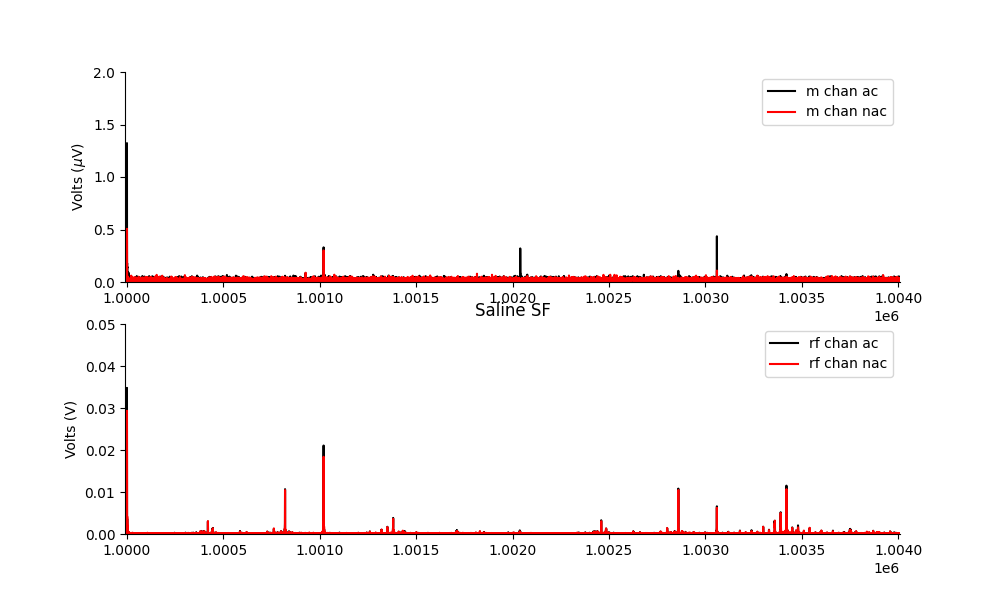 2.0
1.5
1.0
0.5
0.0
Volts (μV)
m chan ac
m chan nac
1.0000 1.0005 1.0010 1.0015 1.0020 1.0025 1.0030 1.0035 1.0040
1e6
Saline SF
0.05
0.04
0.03
0.02
0.01
0.00
Volts (V)
rf chan ac
rf chan nac
1.0000 1.0005 1.0010 1.0015 1.0020 1.0025 1.0030 1.0035 1.0040
1e6